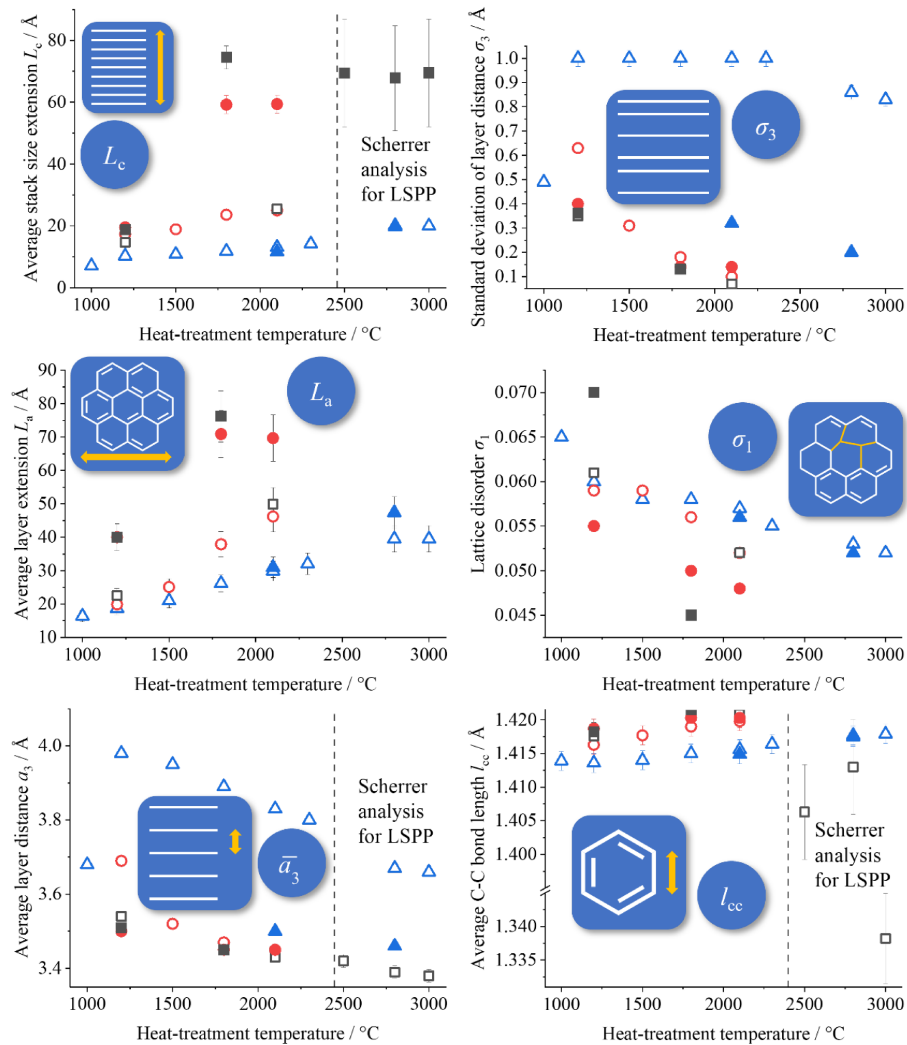 Average stack size extension Lc / Å
90
80
60
40
20
0
Lc
Scherrer
analysis
for LSPP
1000 1500 2000 2500 3000
Heat-treatment temperature / °C
Standard deviation of layer distance σ3
1.0
0.9
0.8
0.7
0.6
0.5
0.4
0.3
0.2
0.1
σ3
1000 1500 2000 2500 3000
Heat-treatment temperature / °C
Average layer extension La / Å
90
80
70
60
50
40
30
20
10
La
1000 1500 2000 2500 3000
Heat-treatment temperature / °C
Lattice disorder σ1
0.070
0.065
0.060
0.055
0.050
0.045
σ1
1000 1500 2000 2500 3000
Heat-treatment temperature / °C
Average layer distance a3 / Å
4.0
3.8
3.6
3.4
a̅3
Scherrer
analysis
for LSPP
1000 1500 2000 2500 3000
Heat-treatment temperature / °C
Average C-C bond length lcc / Å
1.420
1.415
1.410
1.405
1.400
1.340
1.335
lcc
Scherrer
analysis
for LSPP
1000 1500 2000 2500 3000
Heat-treatment temperature / °C